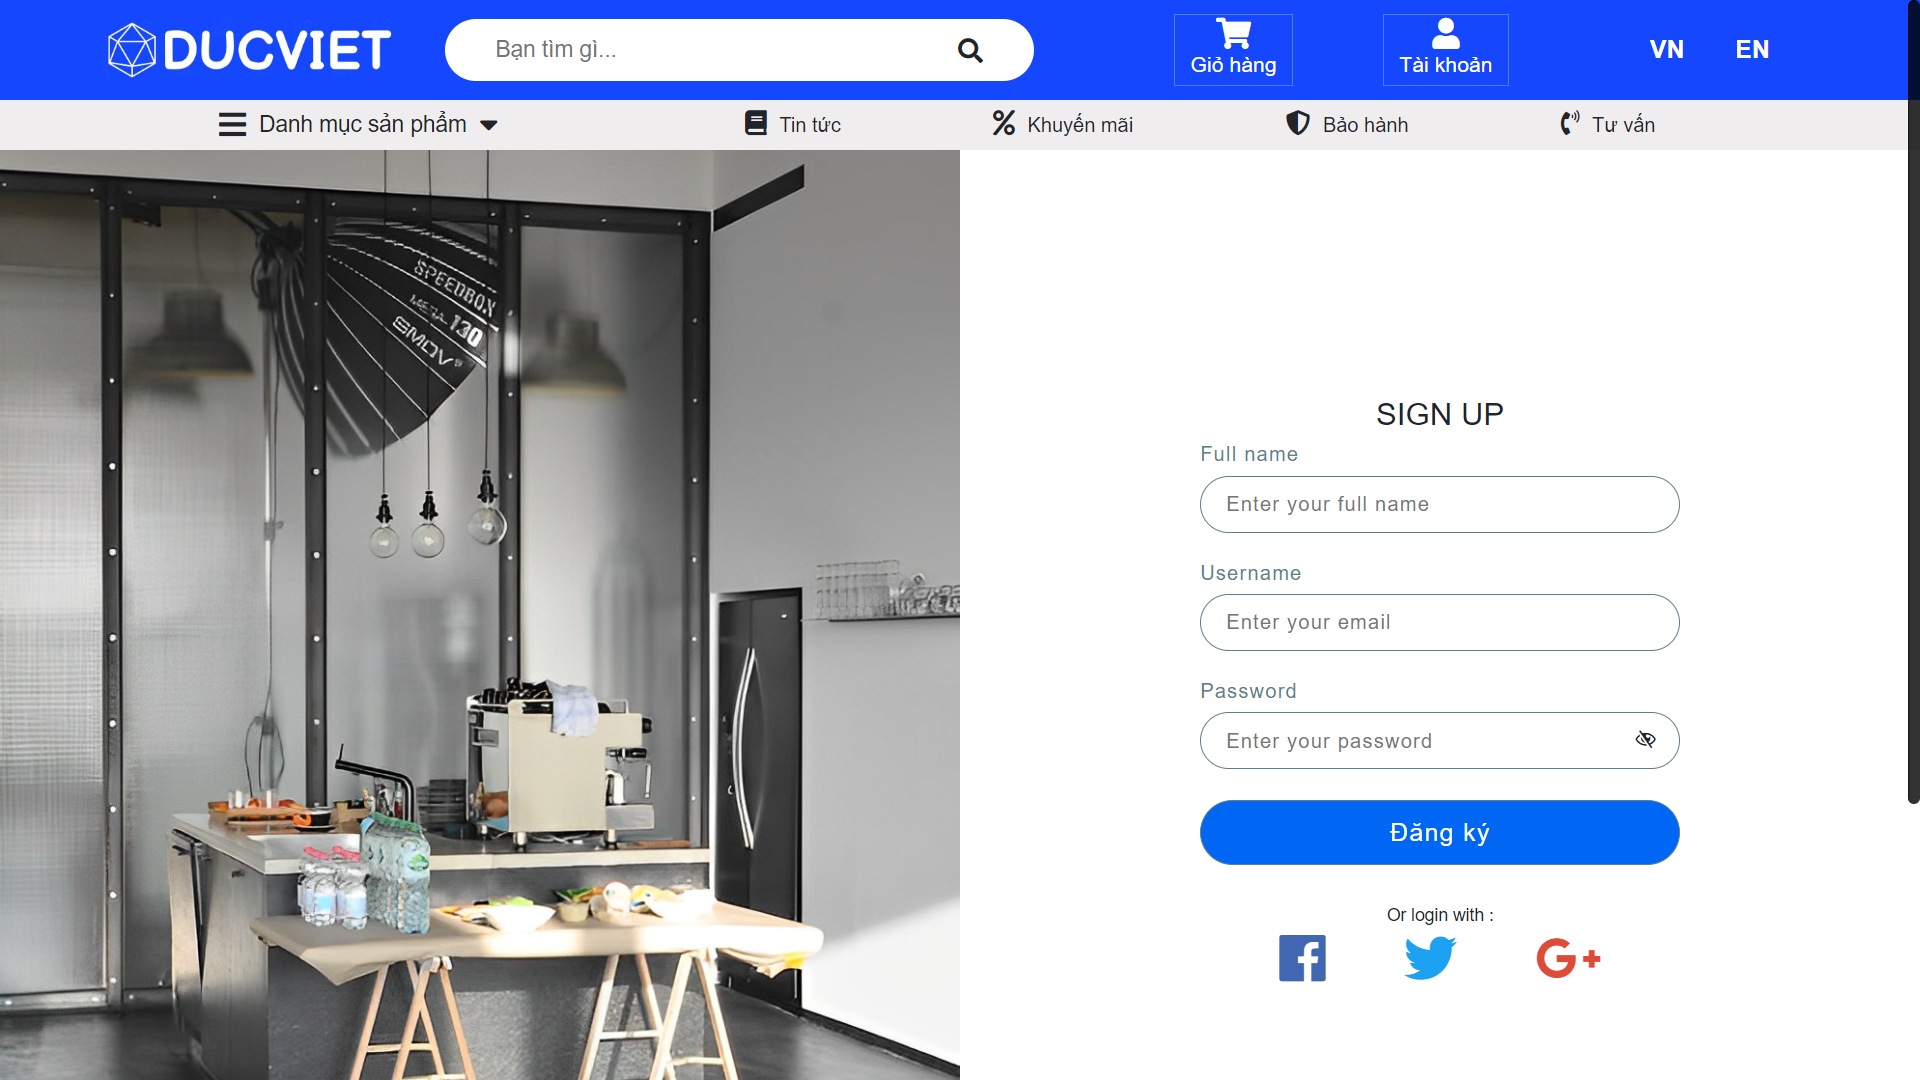 DUCVIET
Bạn tìm gì...
Giỏ hàng
Tài khoản
VN
EN
Danh mục sản phẩm
Tin tức
Khuyến mãi
Bảo hành
Tư vấn
SPEEDBOX
MEGA 130
SMDV
SIGN UP
Full name
Enter your full name
Username
Enter your email
Password
Enter your password
Đăng ký
Or login with :